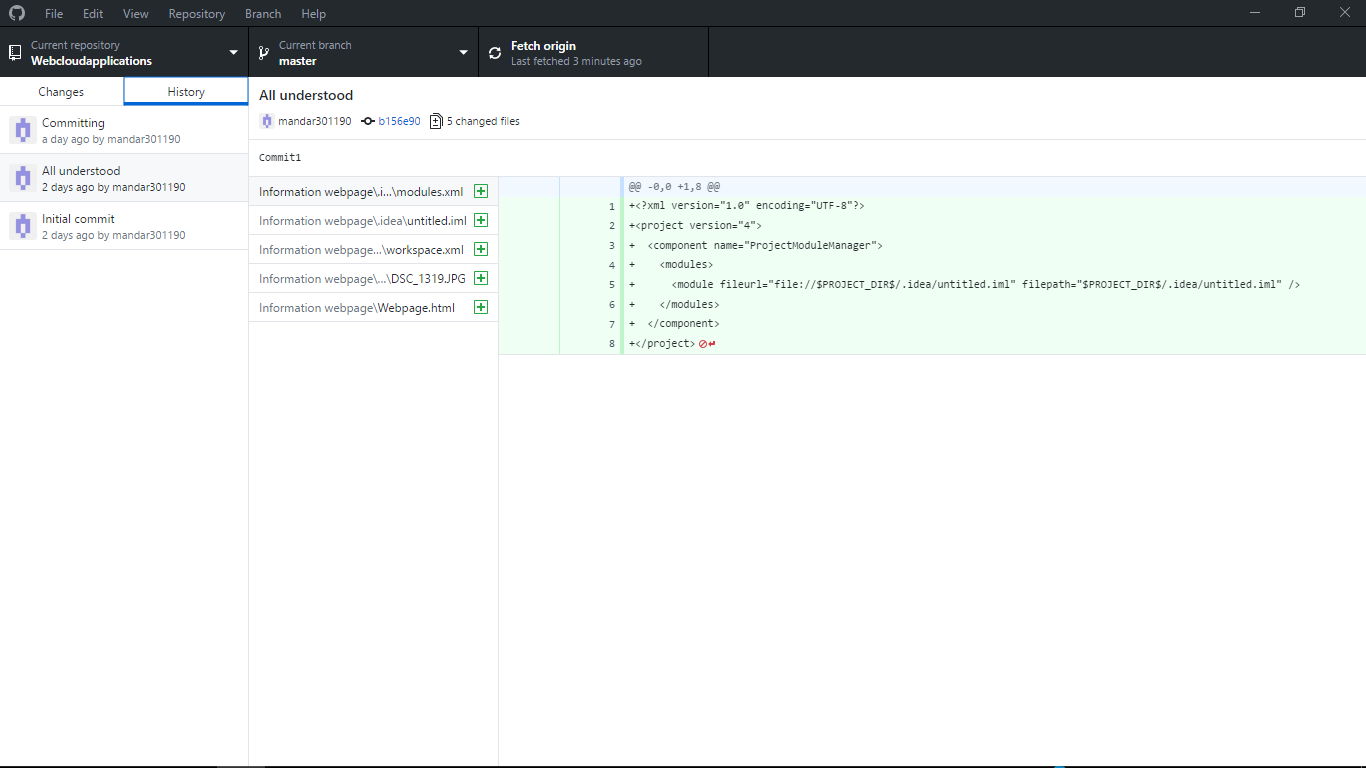 File Edit View Repository Branch Help
Current repository
Webcloudapplications
Current branch
master
Fetch origin
Last fetched 3 minutes ago
Changes
History
Committing
a day ago by mandar301190
All understood
2 days ago by mandar301190
Initial commit
2 days ago by mandar301190
All understood
mandar301190 b156e90 5 changed files
Commit1
Information webpage\.i...\modules.xml
Information webpage\.idea\untitled.iml
Information webpage...\workspace.xml
Information webpage\...\DSC_1319.JPG
Information webpage\Webpage.html
@@ -0,0 +1,8 @@
1 +<?xml version="1.0" encoding="UTF-8"?>
2 +<project version="4">
3 +  <component name="ProjectModuleManager">
4 +    <modules>
5 +      <module fileurl="file://$PROJECT_DIR$/.idea/untitled.iml" filepath="$PROJECT_DIR$/.idea/untitled.iml" />
6 +    </modules>
7 +  </component>
8 +</project>